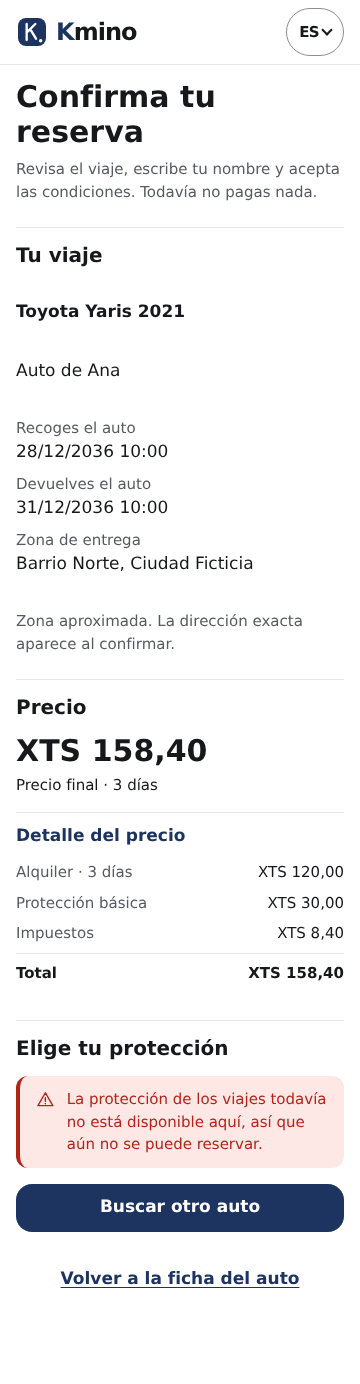 Kmino
ES
Confirma tu
reserva
Revisa el viaje, escribe tu nombre y acepta
las condiciones. Todavía no pagas nada.
Tu viaje
Toyota Yaris 2021
Auto de Ana
Recoges el auto
28/12/2036 10:00
Devuelves el auto
31/12/2036 10:00
Zona de entrega
Barrio Norte, Ciudad Ficticia
Zona aproximada. La dirección exacta
aparece al confirmar.
Precio
XTS 158,40
Precio final · 3 días
Detalle del precio
Alquiler · 3 días XTS 120,00
Protección básica XTS 30,00
Impuestos XTS 8,40
Total XTS 158,40
Elige tu protección
La protección de los viajes todavía
no está disponible aquí, así que
aún no se puede reservar.
Buscar otro auto
Volver a la ficha del auto